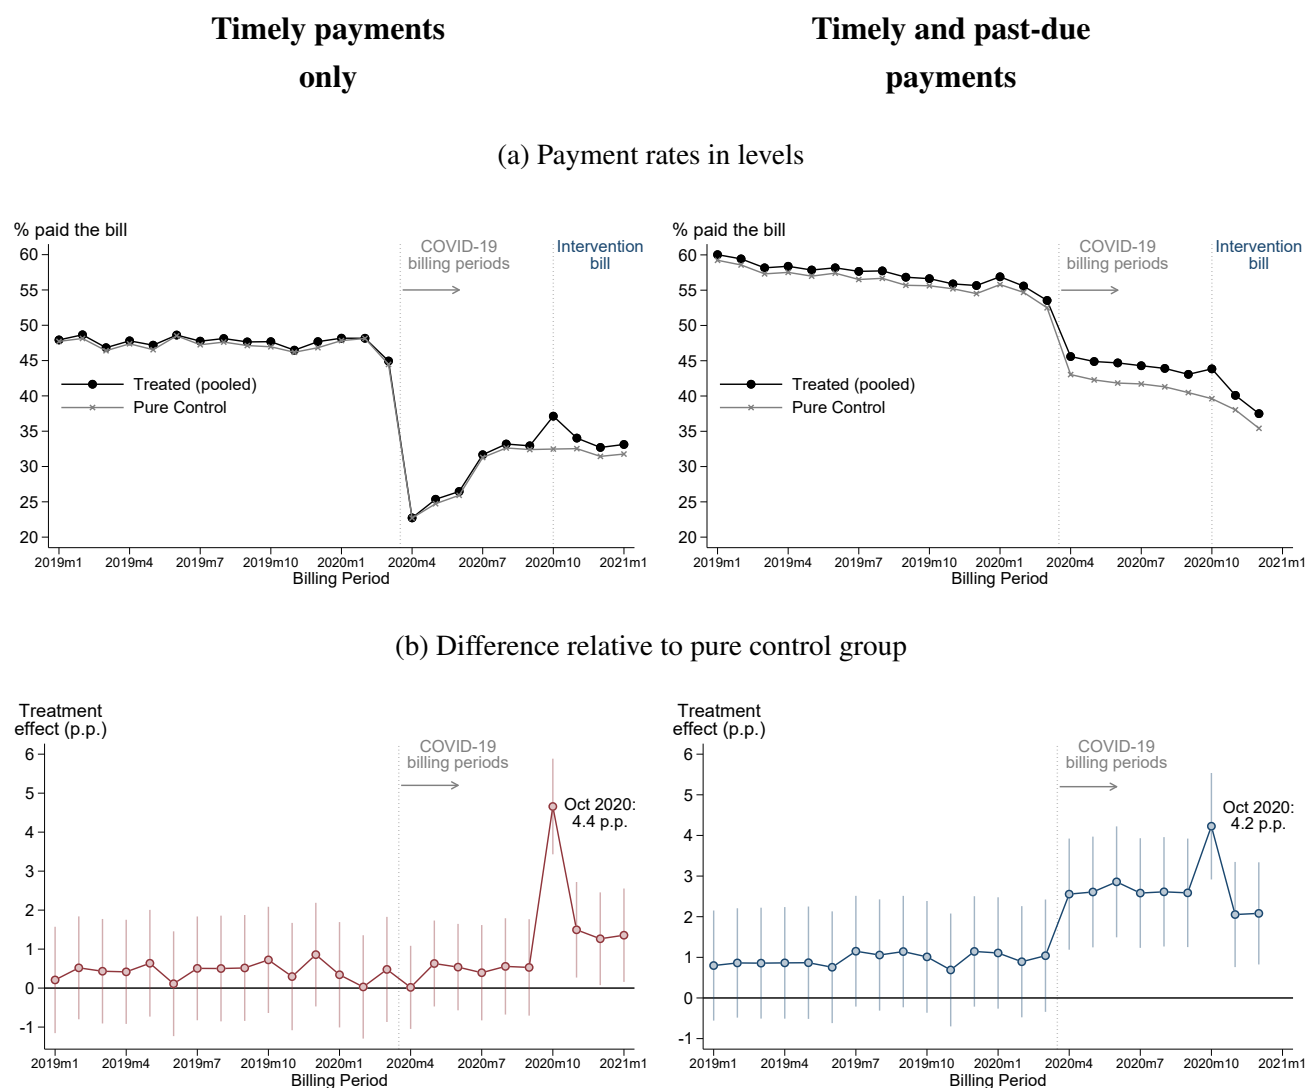 Timely payments
only
Timely and past-due
payments
(a) Payment rates in levels
% paid the bill
COVID-19
billing periods
Intervention
bill
60
55
50
45
40
35
30
25
20
Treated (pooled)
Pure Control
2019m1 2019m4 2019m7 2019m10 2020m1 2020m4 2020m7 2020m10 2021m1
Billing Period
% paid the bill
COVID-19
billing periods
Intervention
bill
60
55
50
45
40
35
30
25
20
Treated (pooled)
Pure Control
2019m1 2019m4 2019m7 2019m10 2020m1 2020m4 2020m7 2020m10 2021m1
Billing Period
(b) Difference relative to pure control group
Treatment
effect (p.p.)
COVID-19
billing periods
Oct 2020:
4.4 p.p.
6
5
4
3
2
1
0
-1
2019m1 2019m4 2019m7 2019m10 2020m1 2020m4 2020m7 2020m10 2021m1
Billing Period
Treatment
effect (p.p.)
COVID-19
billing periods
Oct 2020:
4.2 p.p.
6
5
4
3
2
1
0
-1
2019m1 2019m4 2019m7 2019m10 2020m1 2020m4 2020m7 2020m10 2021m1
Billing Period